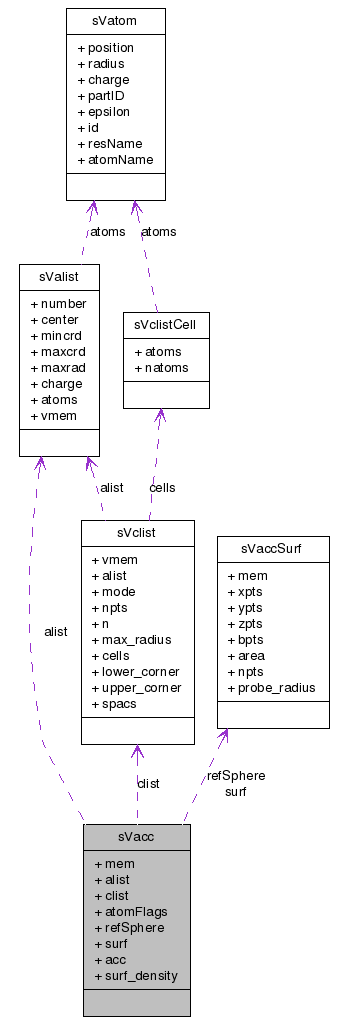 sVatom
+ position
+ radius
+ charge
+ partID
+ epsilon
+ id
+ resName
+ atomName
atoms
atoms
sValist
+ number
+ center
+ mincrd
+ maxcrd
+ maxrad
+ charge
+ atoms
+ vmem
sVclistCell
+ atoms
+ natoms
alist
cells
sVclist
+ vmem
+ alist
+ mode
+ npts
+ n
+ max_radius
+ cells
+ lower_corner
+ upper_corner
+ spacs
sVaccSurf
+ mem
+ xpts
+ ypts
+ zpts
+ bpts
+ area
+ npts
+ probe_radius
alist
clist
refSphere
surf
sVacc
+ mem
+ alist
+ clist
+ atomFlags
+ refSphere
+ surf
+ acc
+ surf_density